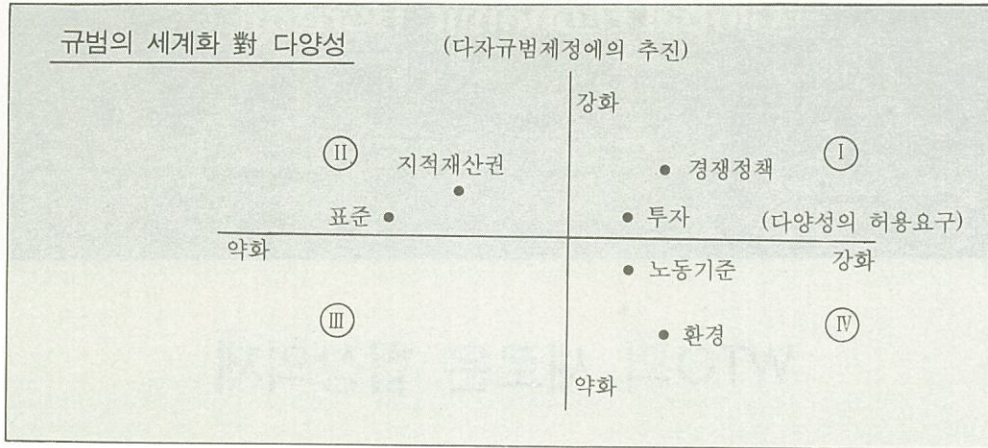 규범의 세계화 對 다양성
(다자규범제정에의 추진)
강화
Ⅱ
Ⅰ
지적재산권
경쟁정책
표준
투자
(다양성의 허용요구)
약화
강화
노동기준
Ⅲ
환경
Ⅳ
약화